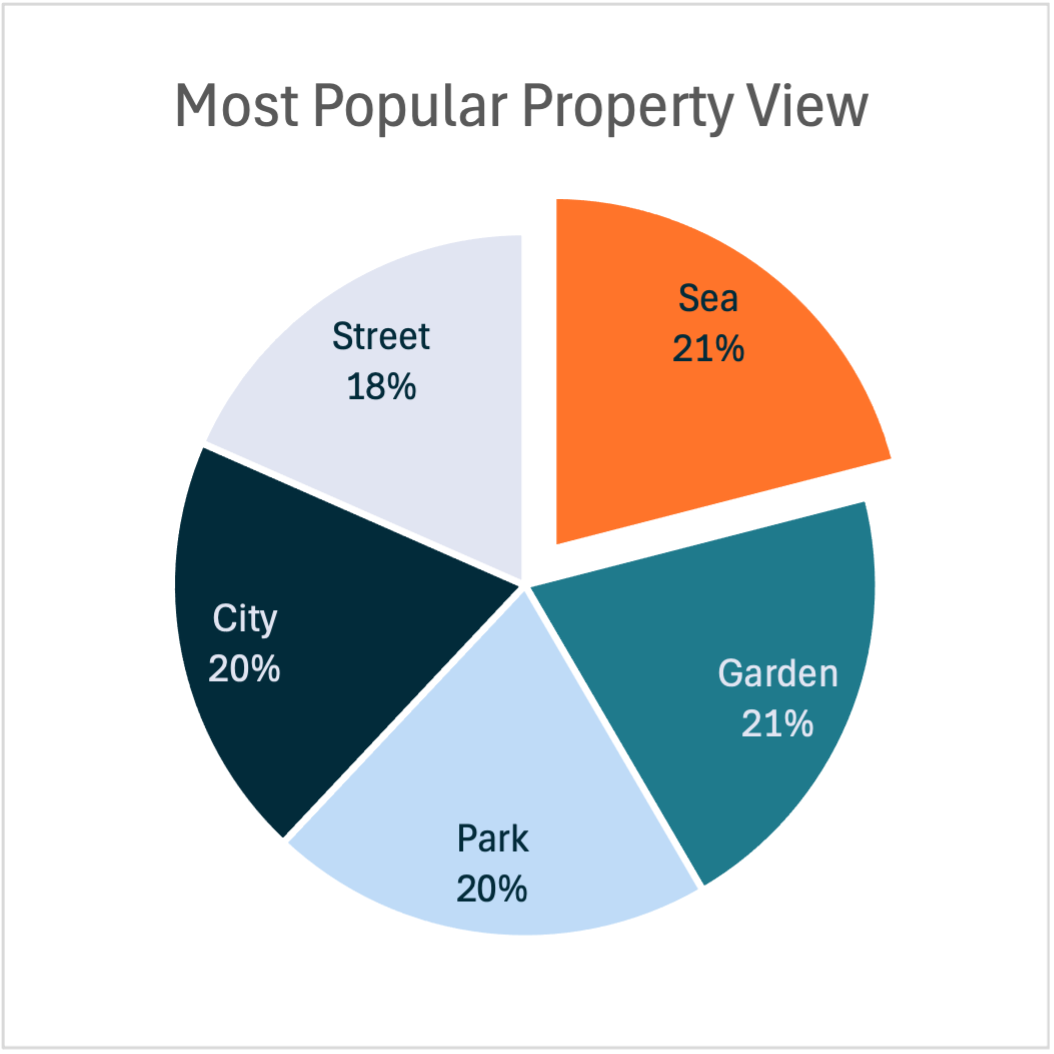 Most Popular Property View
Sea
21%
Street
18%
City
20%
Garden
21%
Park
20%